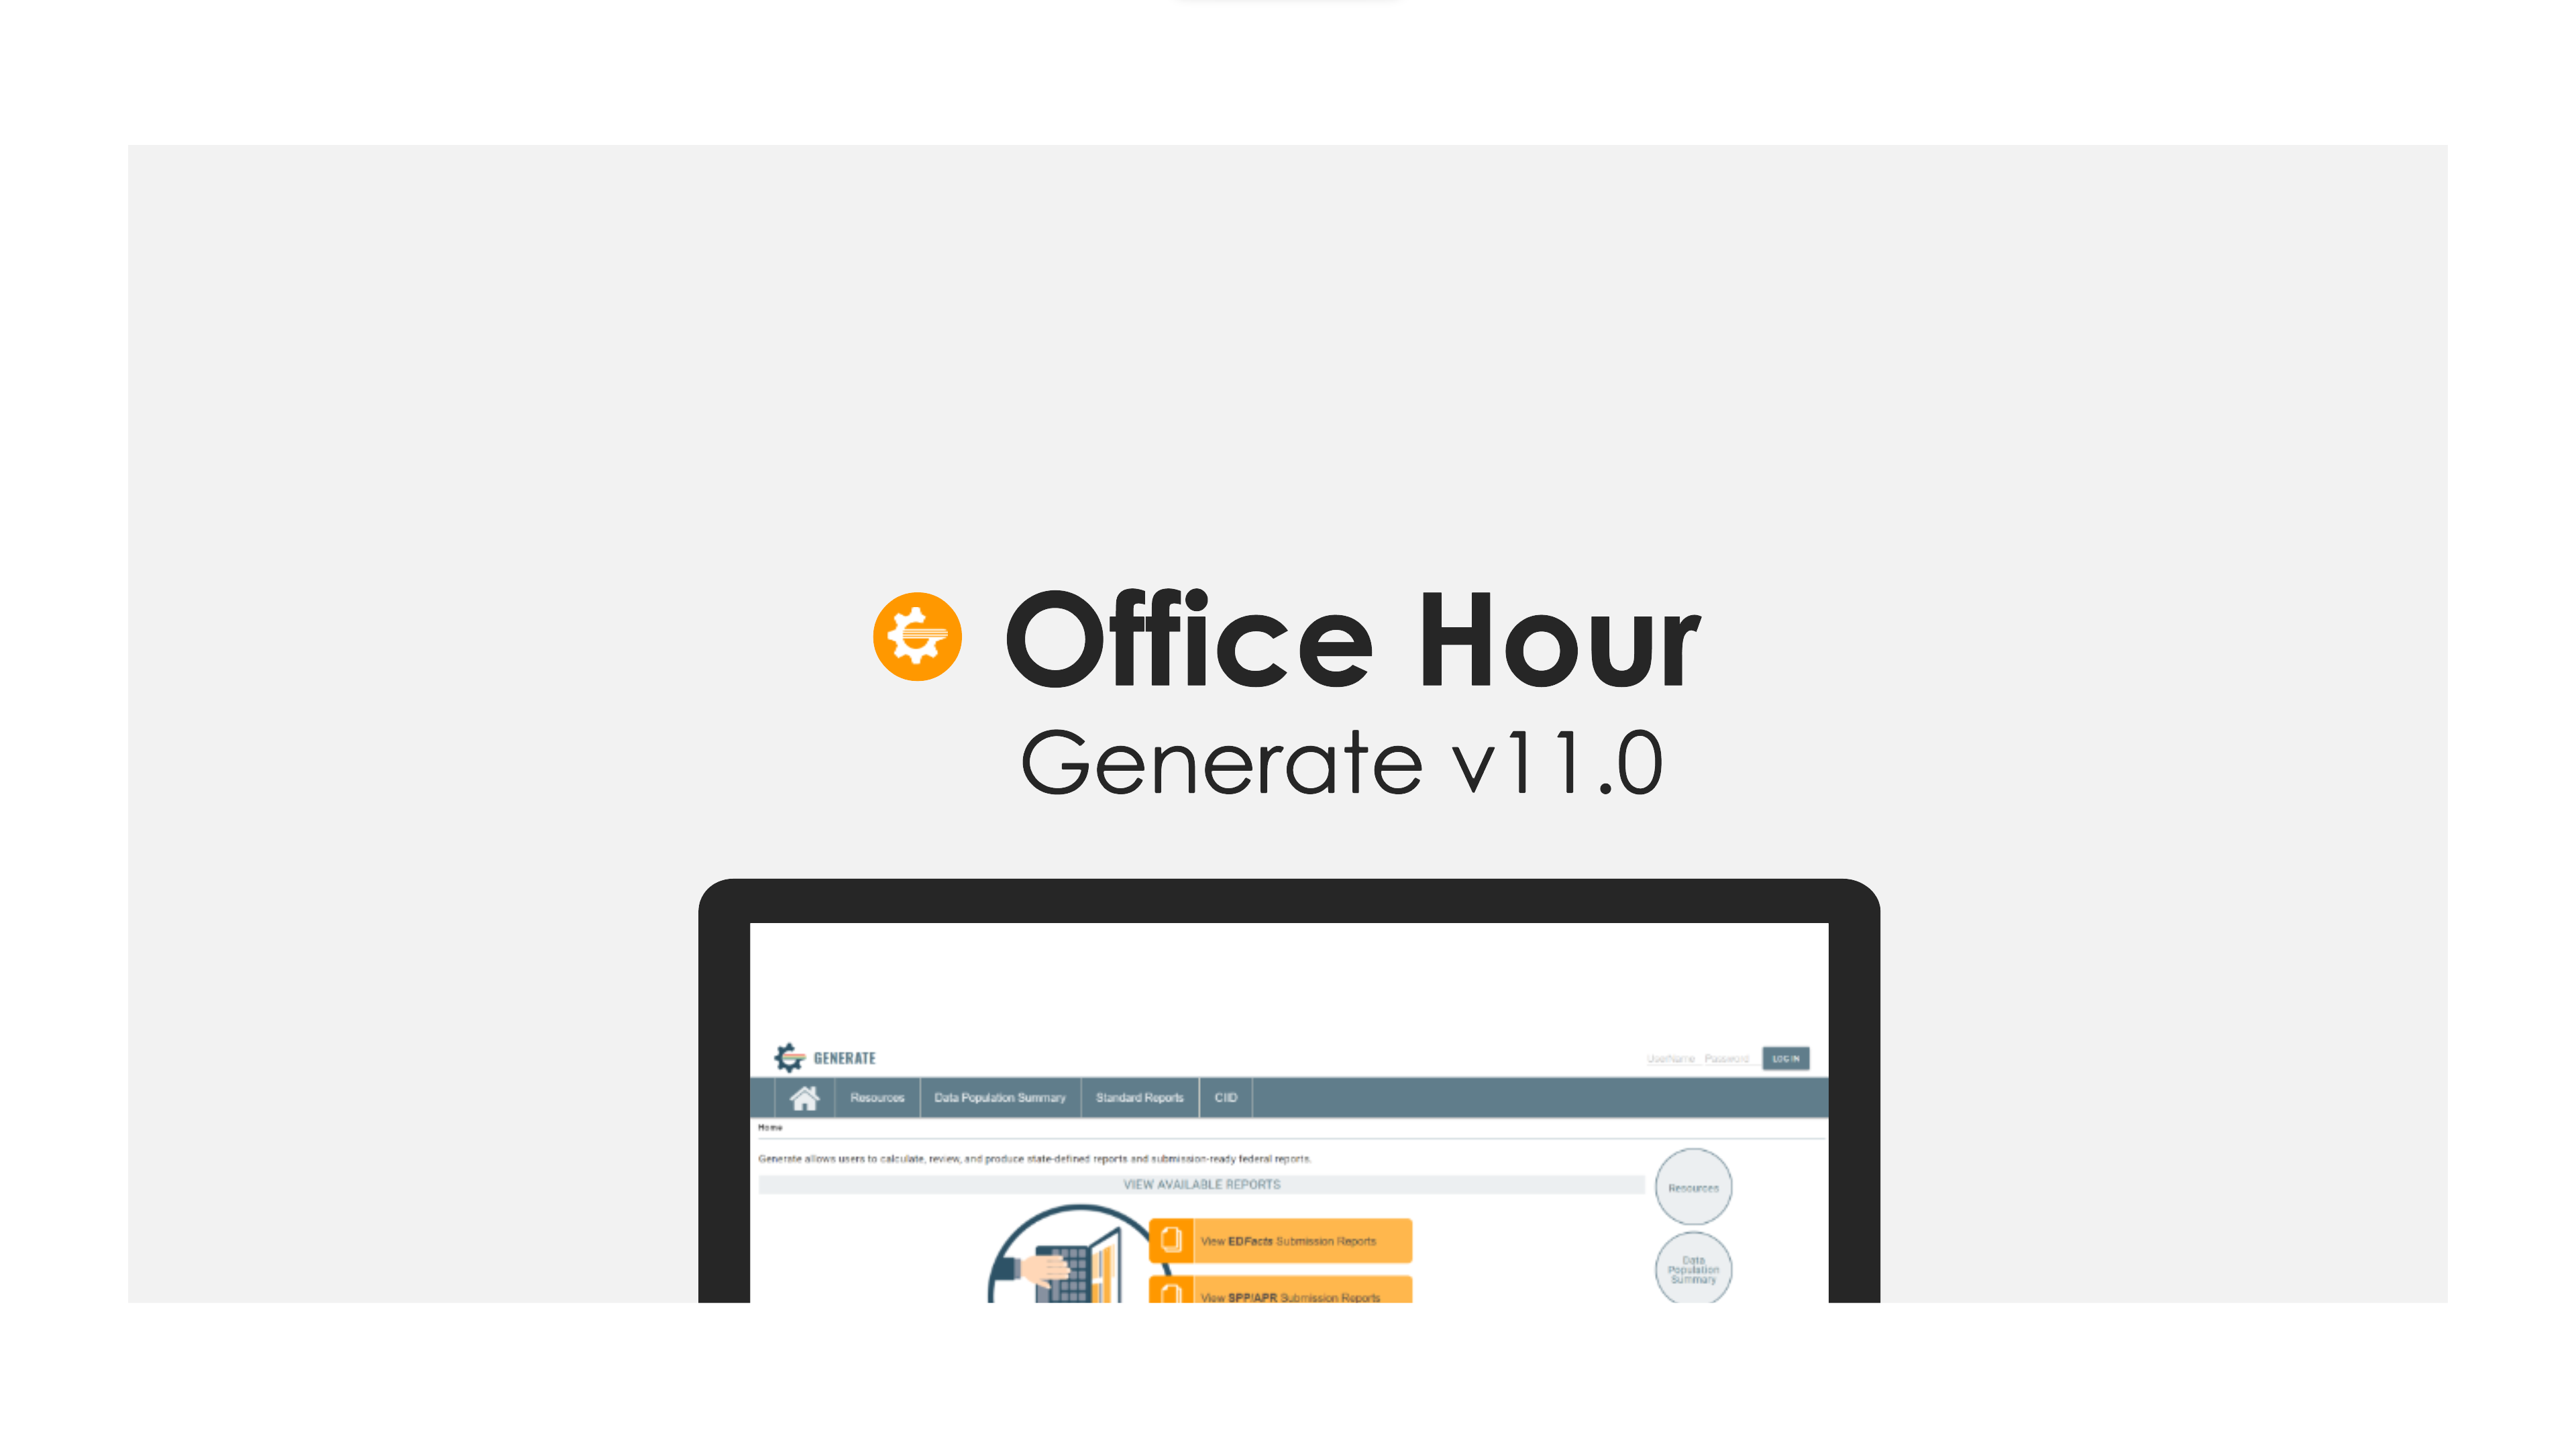 Office Hour
Generate v11.0
GENERATE
UserName Password LOG IN
Resources Data Population Summary Standard Reports CIID
Home
Generate allows users to calculate, review, and produce state-defined reports and submission-ready federal reports.
VIEW AVAILABLE REPORTS
Resources
View EDFacts Submission Reports
Data
Population
Summary
View SPP/APR Submission Reports